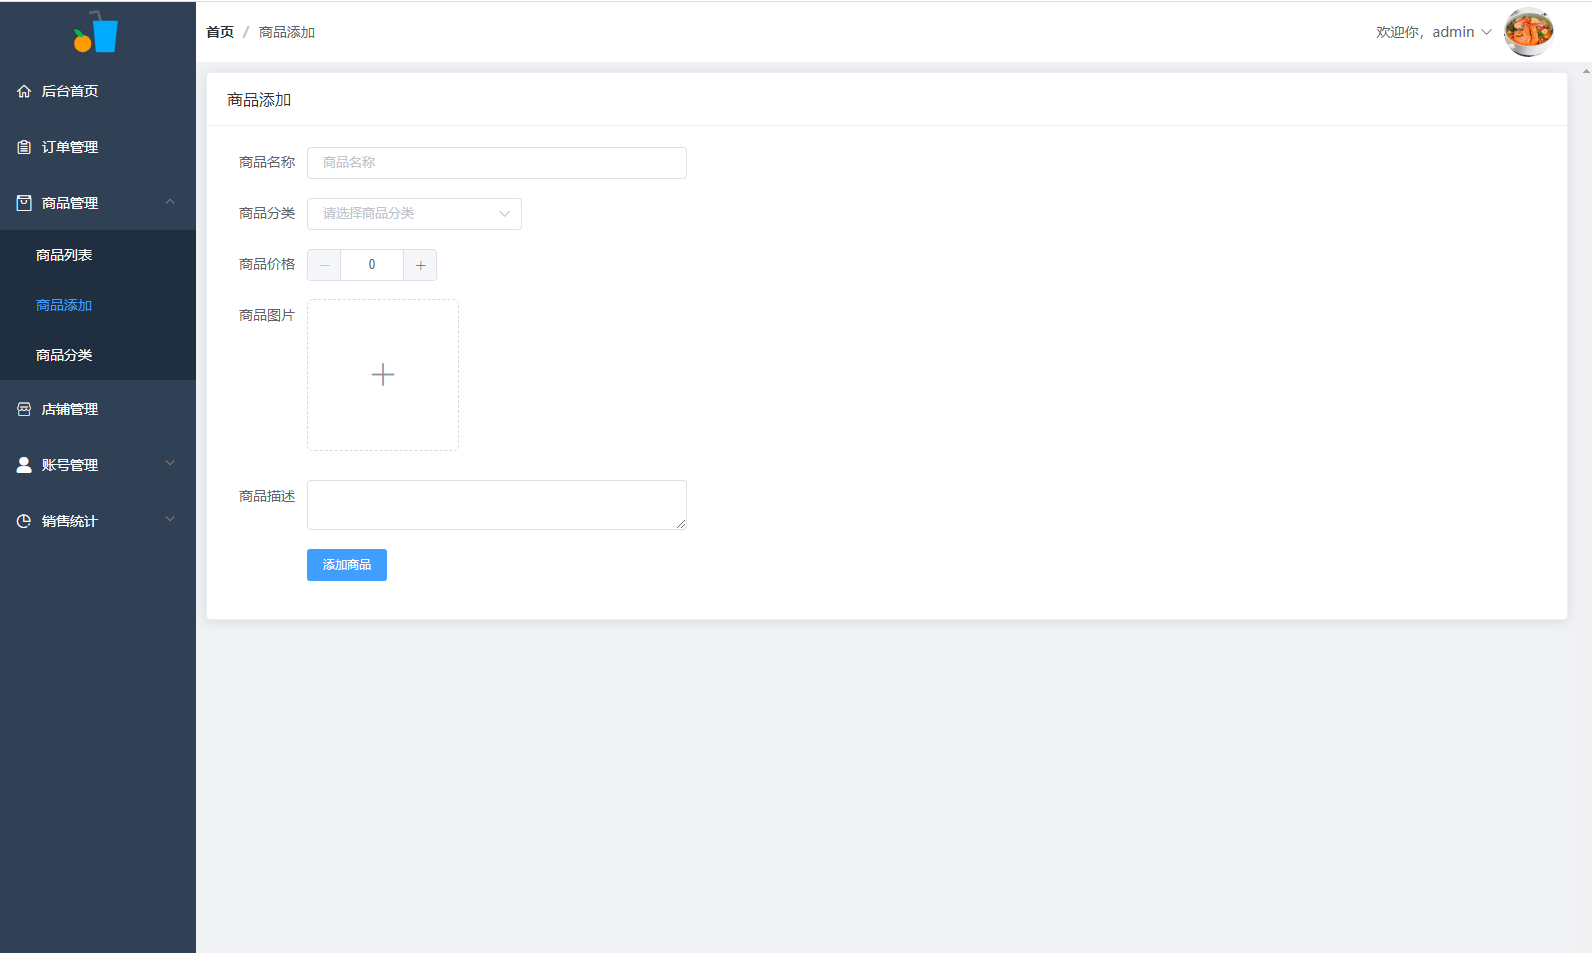 首页 / 商品添加
欢迎你，admin
后台首页
订单管理
商品管理
商品列表
商品添加
商品分类
店铺管理
账号管理
销售统计
商品添加
商品名称 商品名称
商品分类 请选择商品分类
商品价格 0
商品图片
商品描述
添加商品